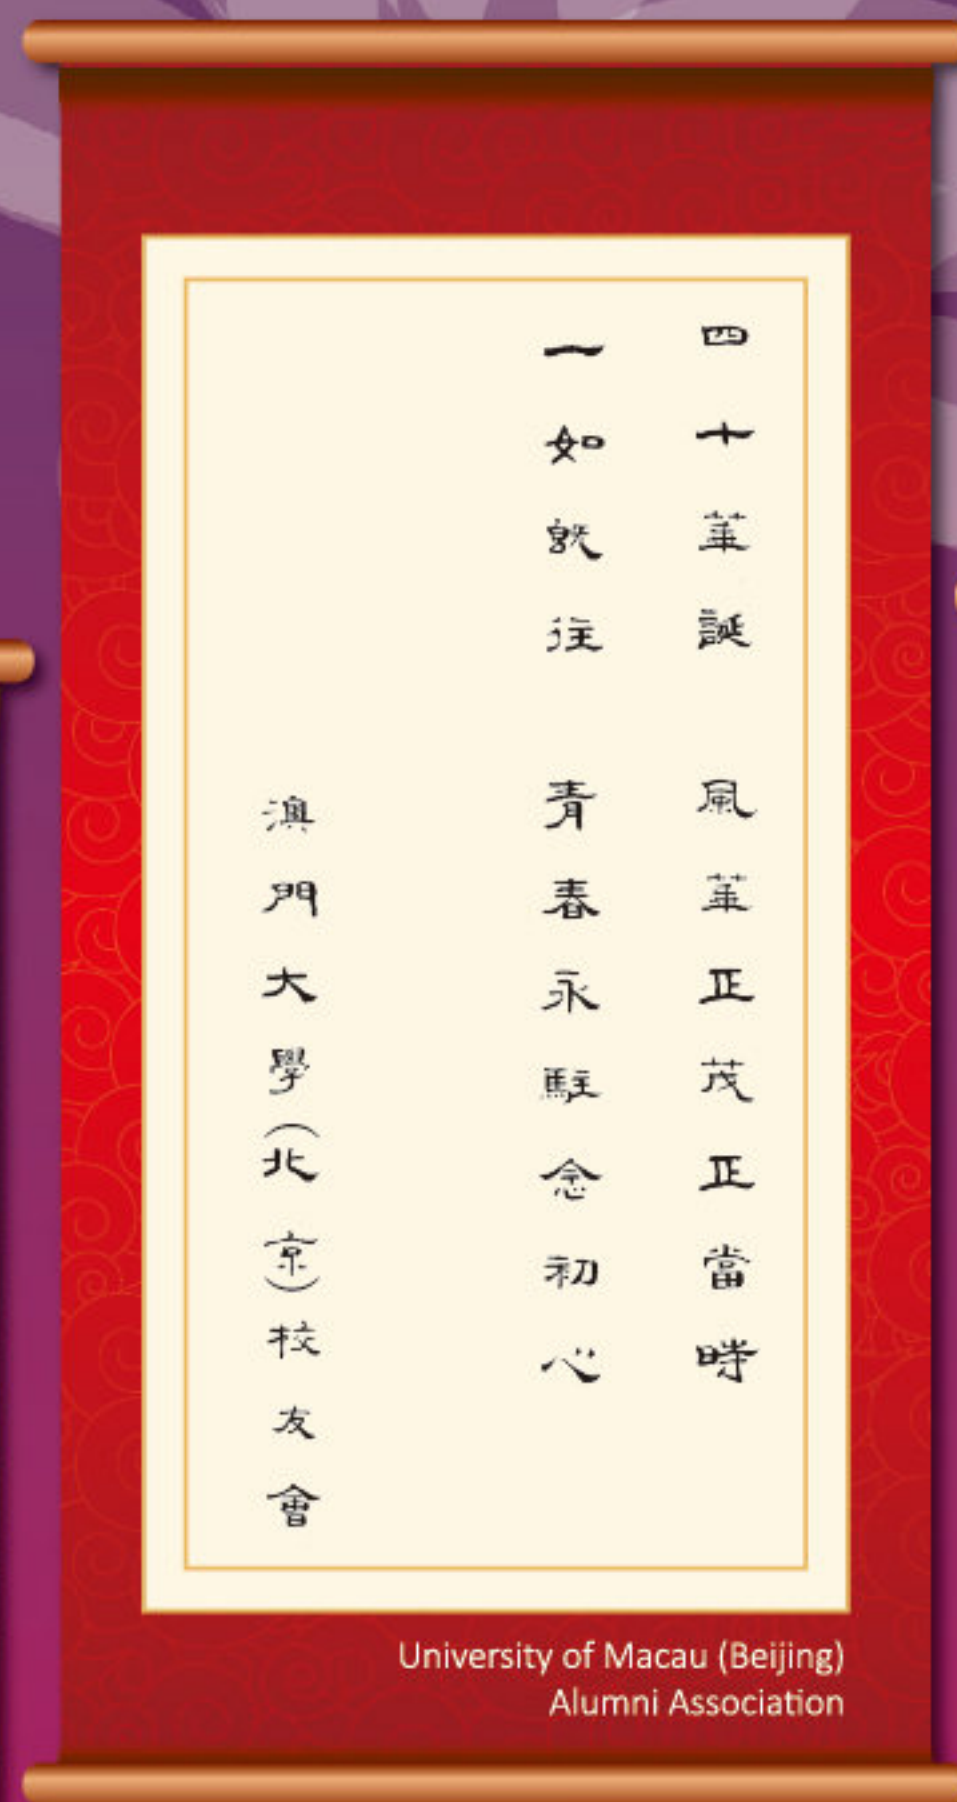 四十華誕 風華正茂正當時
一如既往 青春永駐念初心
澳門大學(北京)校友會
University of Macau (Beijing)
Alumni Association